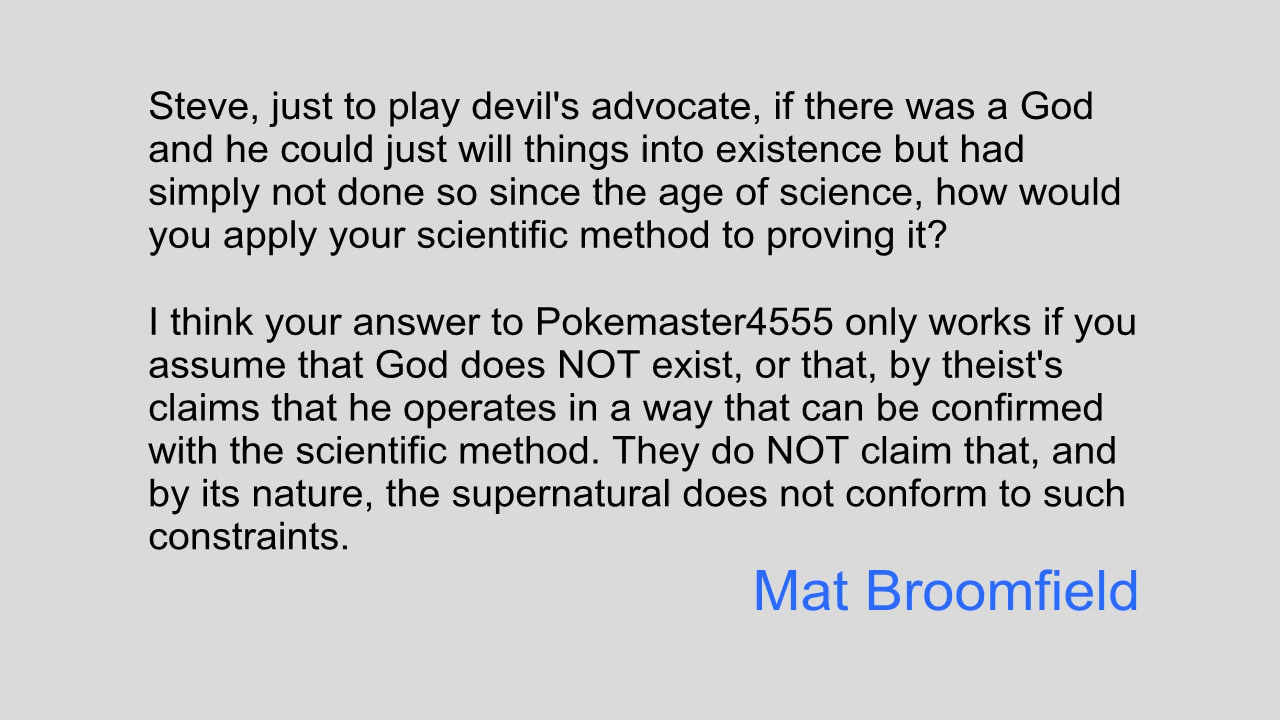 Steve, just to play devil's advocate, if there was a God
and he could just will things into existence but had
simply not done so since the age of science, how would
you apply your scientific method to proving it?
I think your answer to Pokemaster4555 only works if you
assume that God does NOT exist, or that, by theist's
claims that he operates in a way that can be confirmed
with the scientific method. They do NOT claim that, and
by its nature, the supernatural does not conform to such
constraints.
Mat Broomfield